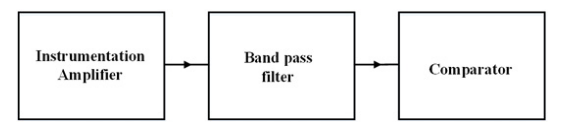 Instrumentation
Amplifier
Band pass
filter
Comparator